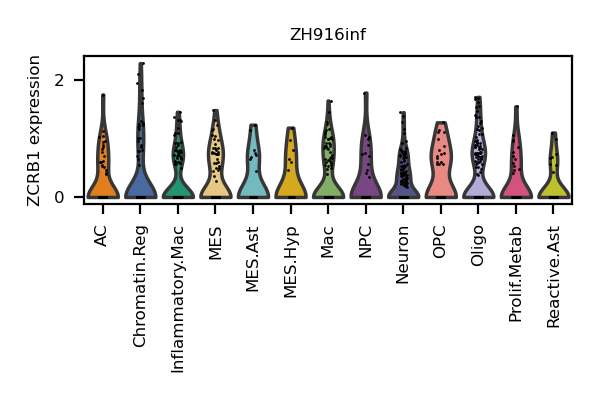 ZH916inf
ZCRB1 expression
2
0
AC
Chromatin.Reg
Inflammatory.Mac
MES
MES.Ast
MES.Hyp
Mac
NPC
Neuron
OPC
Oligo
Prolif.Metab
Reactive.Ast